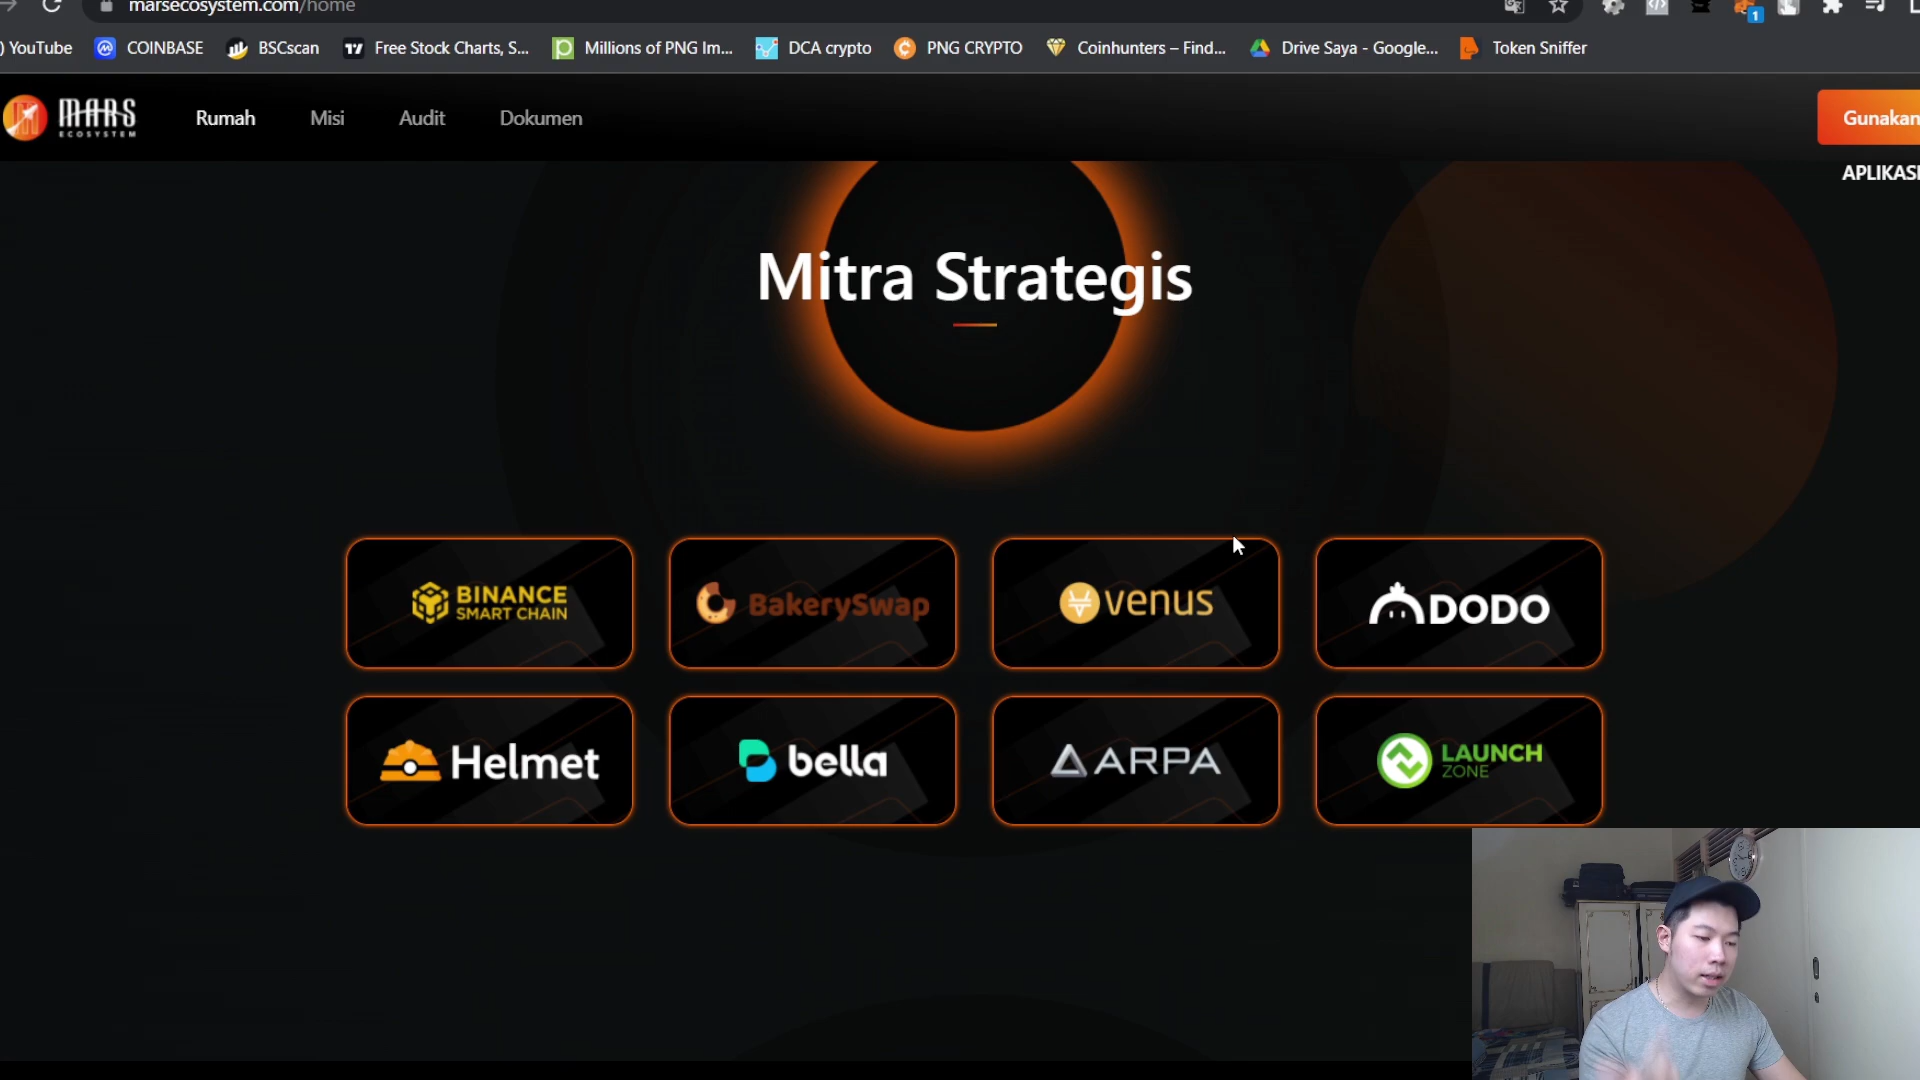 marsecosystem.com/home
1
) YouTube COINBASE BSCscan Free Stock Charts, S... Millions of PNG Im... DCA crypto PNG CRYPTO Coinhunters – Find... Drive Saya - Google... Token Sniffer
MARS
ECOSYSTEM
Rumah Misi Audit Dokumen Gunakan
APLIKASI
Mitra Strategis
BINANCE
SMART CHAIN
BakerySwap
venus
DODO
Helmet
bella
ARPA
LAUNCH
ZONE